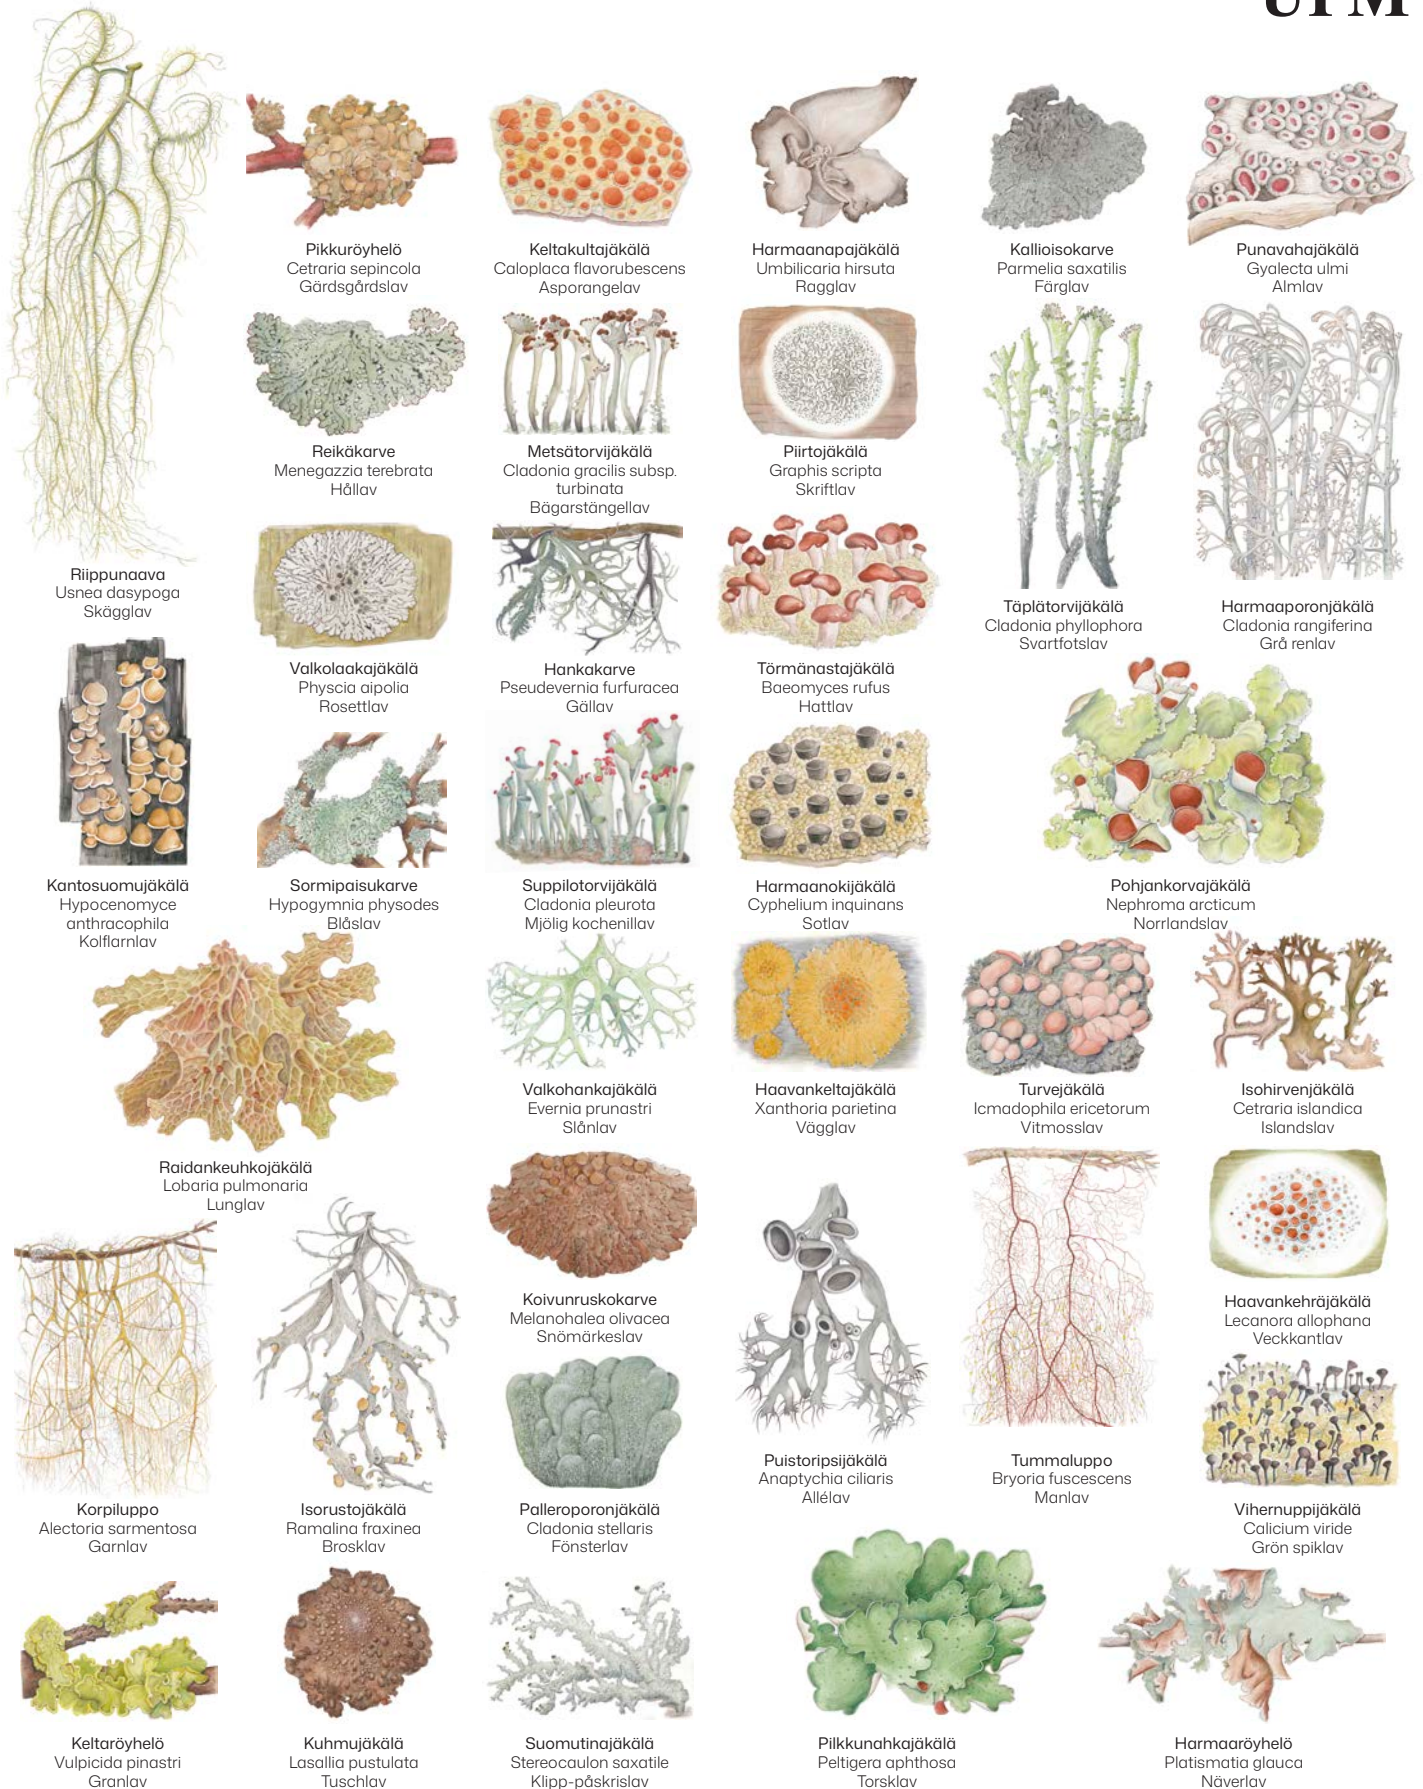 UPM
Pikkuröyhelö
Cetraria sepincola
Gärdsgårdslav
Keltakultajäkälä
Caloplaca flavorubescens
Asporangelav
Harmaanapajäkälä
Umbilicaria hirsuta
Ragglav
Kallioisokarve
Parmelia saxatilis
Färglav
Punavahajäkälä
Gyalecta ulmi
Almlav
Reikäkarve
Menegazzia terebrata
Hållav
Metsätorvijäkälä
Cladonia gracilis subsp.
turbinata
Bägarstängellav
Piirtojäkälä
Graphis scripta
Skriftlav
Riippunaava
Usnea dasypoga
Skägglav
Täplätorvijäkälä
Cladonia phyllophora
Svartfotslav
Harmaaporonjäkälä
Cladonia rangiferina
Grå renlav
Valkolaakajäkälä
Physcia aipolia
Rosettlav
Hankakarve
Pseudevernia furfuracea
Gällav
Törmänastajäkälä
Baeomyces rufus
Hattlav
Kantosuomujäkälä
Hypocenomyce
anthracophila
Kolflarnlav
Sormipaisukarve
Hypogymnia physodes
Blåslav
Suppilotorvijäkälä
Cladonia pleurota
Mjölig kochenillav
Harmaanokijäkälä
Cyphelium inquinans
Sotlav
Pohjankorvajäkälä
Nephroma arcticum
Norrlandslav
Valkohankajäkälä
Evernia prunastri
Slånlav
Haavankeltajäkälä
Xanthoria parietina
Vägglav
Turvejäkälä
Icmadophila ericetorum
Vitmosslav
Isohirvenjäkälä
Cetraria islandica
Islandslav
Raidankeuhkojäkälä
Lobaria pulmonaria
Lunglav
Koivunruskokarve
Melanohalea olivacea
Snömärkeslav
Haavankehräjäkälä
Lecanora allophana
Veckkantlav
Puistoripsijäkälä
Anaptychia ciliaris
Allélav
Tummaluppo
Bryoria fuscescens
Manlav
Korpiluppo
Alectoria sarmentosa
Garnlav
Isorustojäkälä
Ramalina fraxinea
Brosklav
Palleroporonjäkälä
Cladonia stellaris
Fönsterlav
Vihernuppijäkälä
Calicium viride
Grön spiklav
Keltaröyhelö
Vulpicida pinastri
Granlav
Kuhmujäkälä
Lasallia pustulata
Tuschlav
Suomutinajäkälä
Stereocaulon saxatile
Klipp-påskrislav
Pilkkunahkajäkälä
Peltigera aphthosa
Torsklav
Harmaaröyhelö
Platismatia glauca
Näverlav